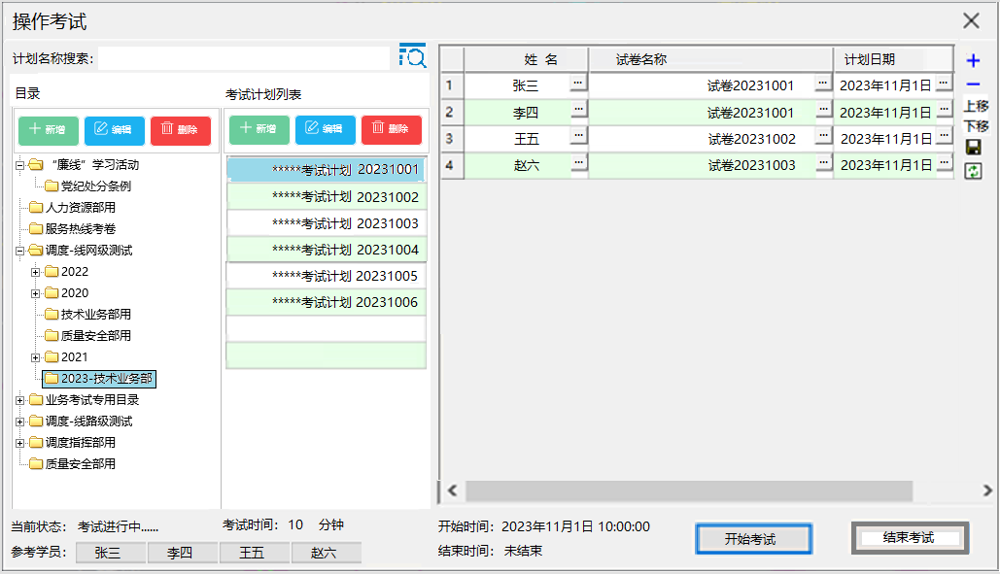 操作考试
计划名称搜索：
目录
新增 编辑 删除
“廉线”学习活动
党纪处分条例
人力资源部用
服务热线考卷
调度-线网级测试
2022
2020
技术业务部用
质量安全部用
2021
2023-技术业务部
业务考试专用目录
调度-线路级测试
调度指挥部用
质量安全部用
考试计划列表
新增 编辑 删除
*****考试计划 20231001
*****考试计划 20231002
*****考试计划 20231003
*****考试计划 20231004
*****考试计划 20231005
*****考试计划 20231006
姓 名 试卷名称 计划日期
1 张三 ... 试卷20231001 ... 2023年11月1日 ...
2 李四 ... 试卷20231001 ... 2023年11月1日 ...
3 王五 ... 试卷20231002 ... 2023年11月1日 ...
4 赵六 ... 试卷20231003 ... 2023年11月1日 ...
上移
下移
当前状态： 考试进行中...... 考试时间： 10 分钟
参考学员： 张三 李四 王五 赵六
开始时间： 2023年11月1日 10:00:00
结束时间： 未结束
开始考试 结束考试